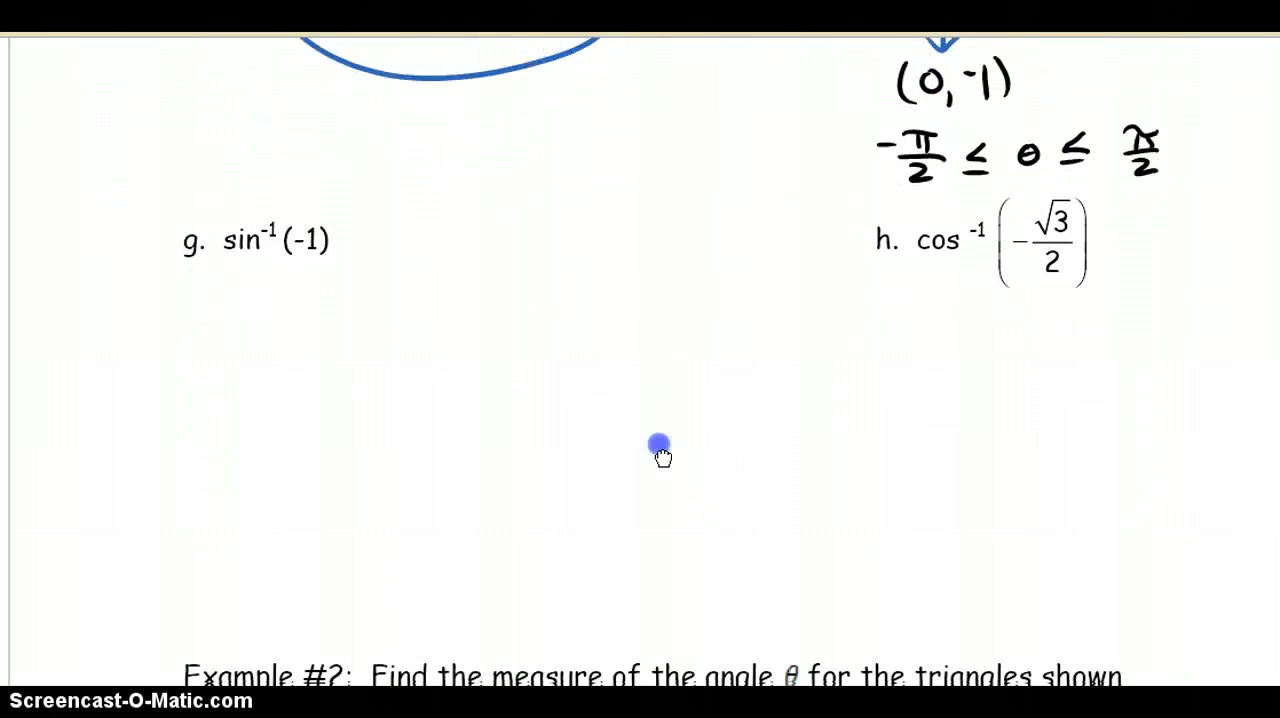 (0, -1)
-π/2 ≤ θ ≤ π/2
g. sin⁻¹ (-1)
h. cos ⁻¹ (-√3/2)
Example #2: Find the measure of the angle θ for the triangles shown
Screencast-O-Matic.com